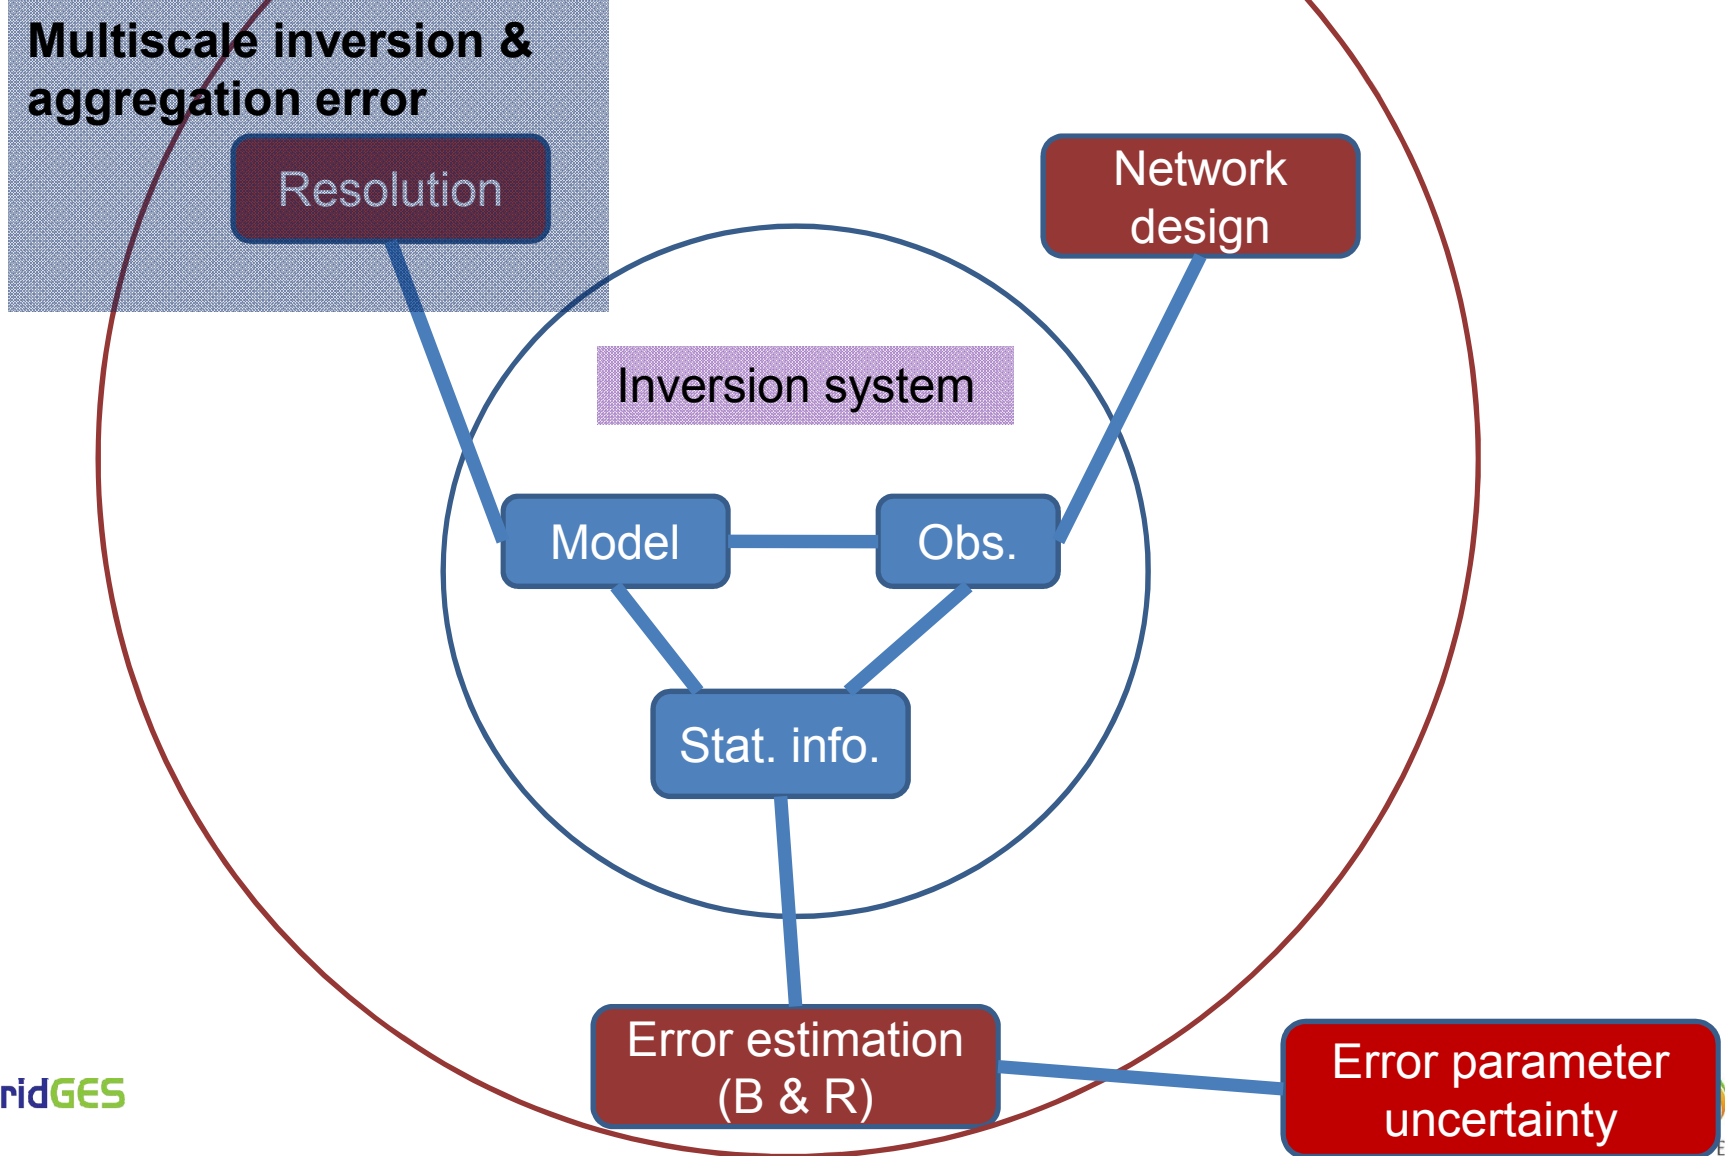 Multiscale inversion &
aggregation error
Resolution
Network
design
Inversion system
Model
Obs.
Stat. info.
Error estimation
(B & R)
Error parameter
uncertainty
ridGES
E